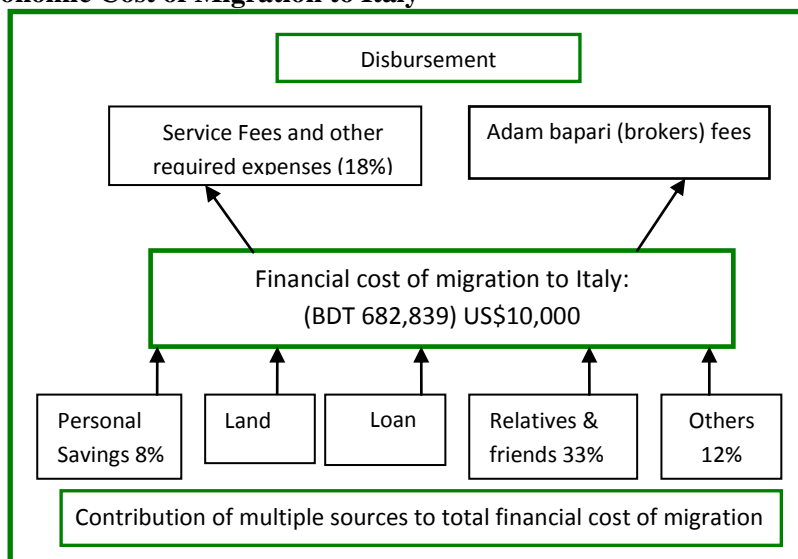 Cost of Migration to Italy
Disbursement
Service Fees and other
required expenses (18%)
Adam bapari (brokers) fees
Financial cost of migration to Italy:
(BDT 682,839) US$10,000
Personal
Savings 8%
Land
Loan
Relatives &
friends 33%
Others
12%
Contribution of multiple sources to total financial cost of migration